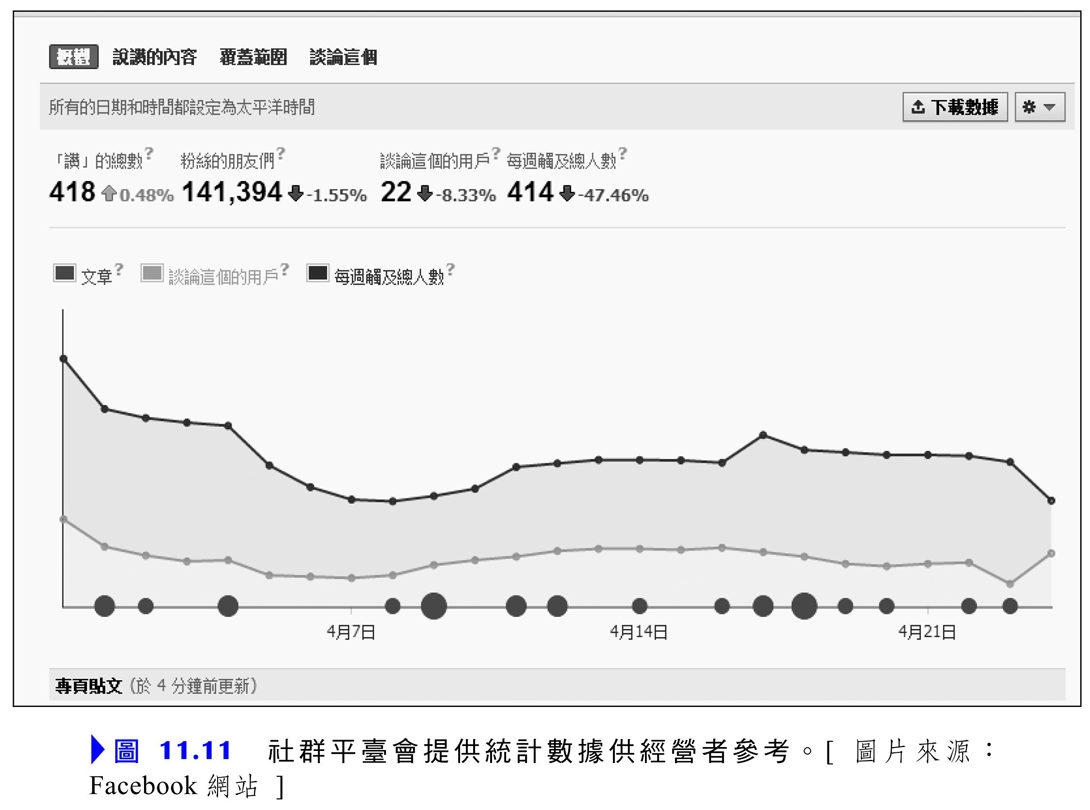 概觀 說讚的內容 覆蓋範圍 談論這個
所有的日期和時間都設定為太平洋時間 下載數據
「讚」的總數? 粉絲的朋友們? 談論這個的用戶? 每週觸及總人數?
418 0.48% 141,394 -1.55% 22 -8.33% 414 -47.46%
文章? 談論這個的用戶? 每週觸及總人數?
4月7日 4月14日 4月21日
專頁貼文 (於 4 分鐘前更新)
圖 11.11 社群平臺會提供統計數據供經營者參考。[ 圖片來源：
Facebook 網站 ]